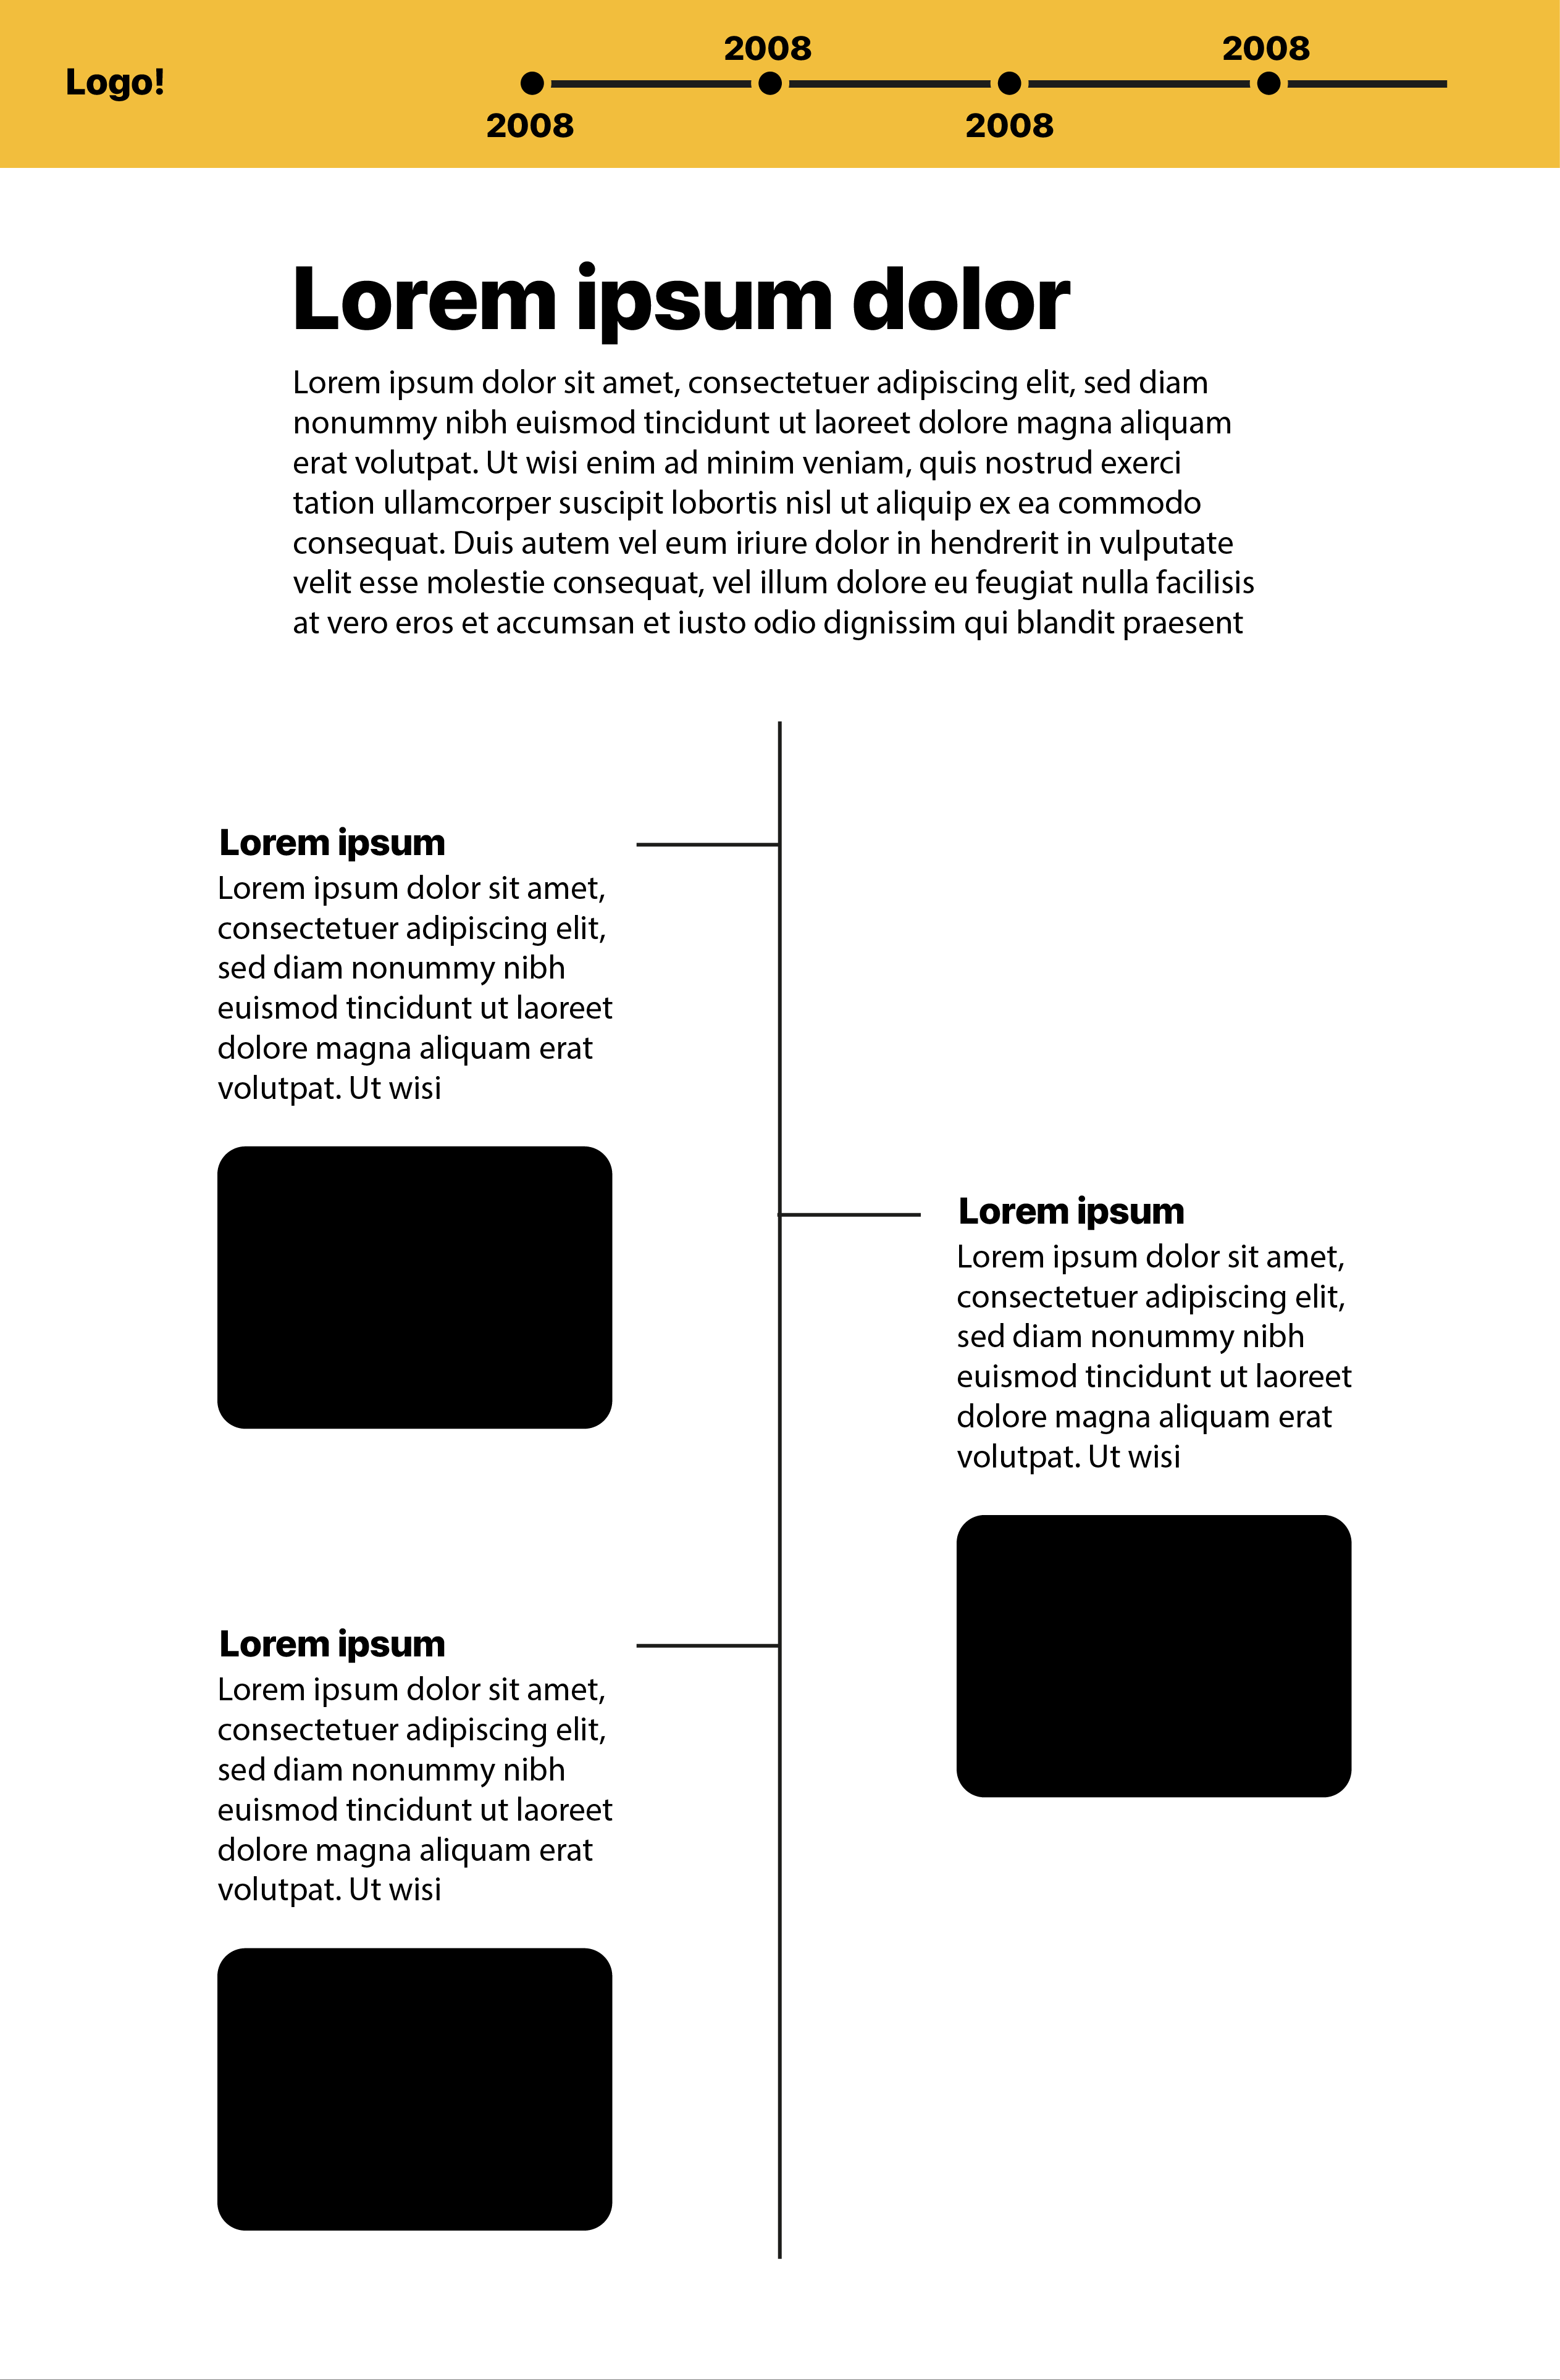 Logo!
2008
2008
2008
2008
Lorem ipsum dolor
Lorem ipsum dolor sit amet, consectetuer adipiscing elit, sed diam
nonummy nibh euismod tincidunt ut laoreet dolore magna aliquam
erat volutpat. Ut wisi enim ad minim veniam, quis nostrud exerci
tation ullamcorper suscipit lobortis nisl ut aliquip ex ea commodo
consequat. Duis autem vel eum iriure dolor in hendrerit in vulputate
velit esse molestie consequat, vel illum dolore eu feugiat nulla facilisis
at vero eros et accumsan et iusto odio dignissim qui blandit praesent
Lorem ipsum
Lorem ipsum dolor sit amet,
consectetuer adipiscing elit,
sed diam nonummy nibh
euismod tincidunt ut laoreet
dolore magna aliquam erat
volutpat. Ut wisi
Lorem ipsum
Lorem ipsum dolor sit amet,
consectetuer adipiscing elit,
sed diam nonummy nibh
euismod tincidunt ut laoreet
dolore magna aliquam erat
volutpat. Ut wisi
Lorem ipsum
Lorem ipsum dolor sit amet,
consectetuer adipiscing elit,
sed diam nonummy nibh
euismod tincidunt ut laoreet
dolore magna aliquam erat
volutpat. Ut wisi